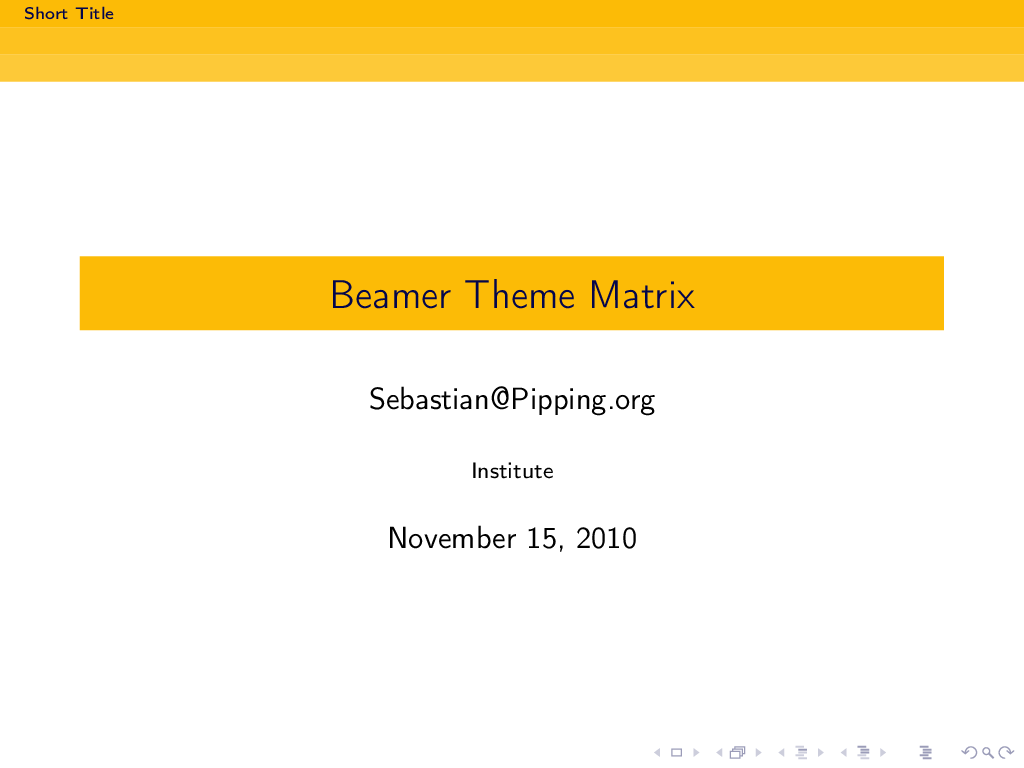 Short Title
Beamer Theme Matrix
Sebastian@Pipping.org
Institute
November 15, 2010